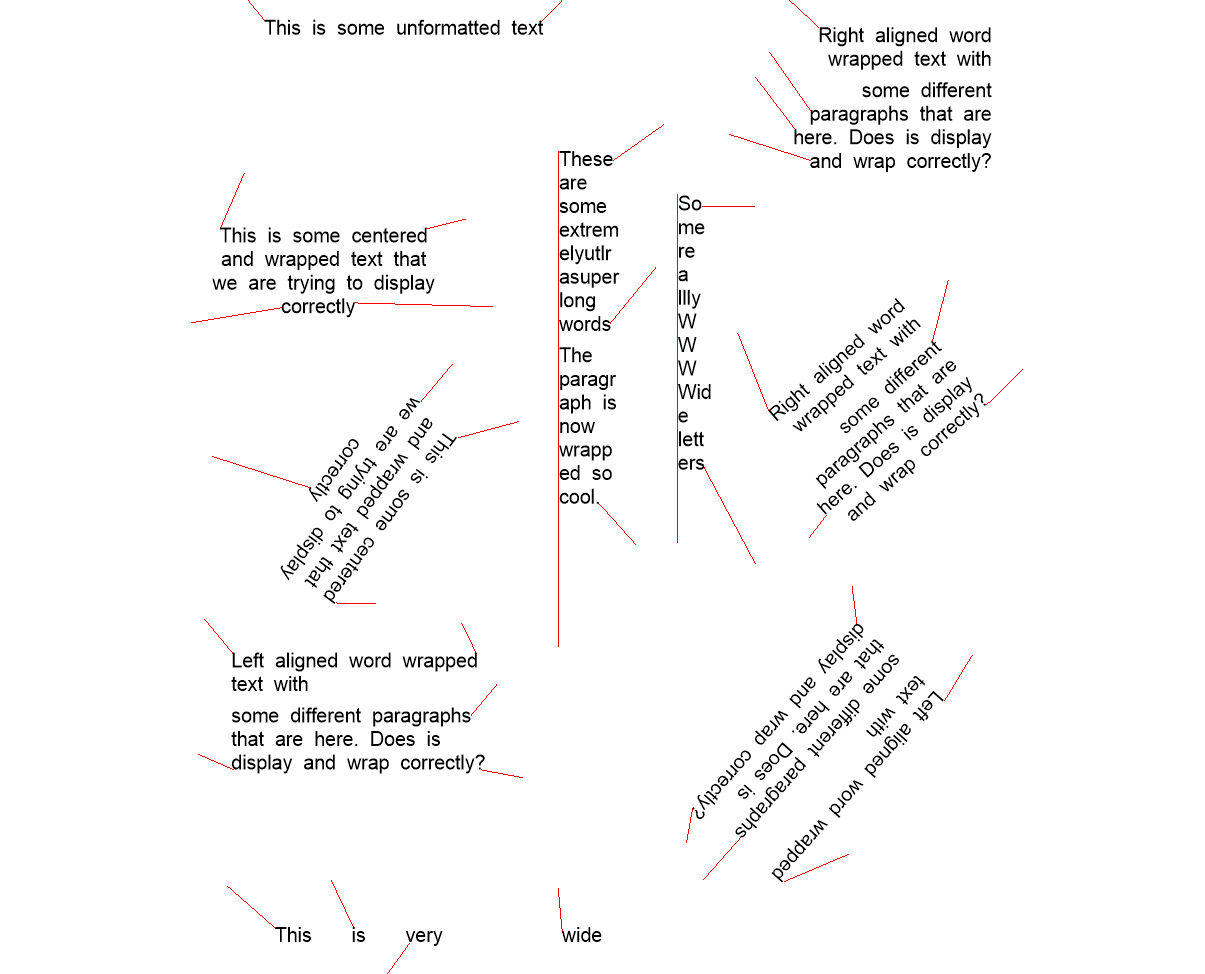 This is some unformatted text
Right aligned word
wrapped text with
some different
paragraphs that are
here. Does is display
and wrap correctly?
These
are
some
extrem
elyutlr
asuper
long
words
The
paragr
aph is
now
wrapp
ed so
cool.
So
me
re
a
llly
W
W
W
Wid
e
lett
ers
This is some centered
and wrapped text that
we are trying to display
correctly
Right aligned word
wrapped text with
some different
paragraphs that are
here. Does is display
and wrap correctly?
This is some centered
and wrapped text that
we are trying to display
correctly
Left aligned word wrapped
text with
some different paragraphs
that are here. Does is
display and wrap correctly?
Left aligned word wrapped
text with
some different paragraphs
that are here. Does is
display and wrap correctly?
This is very wide